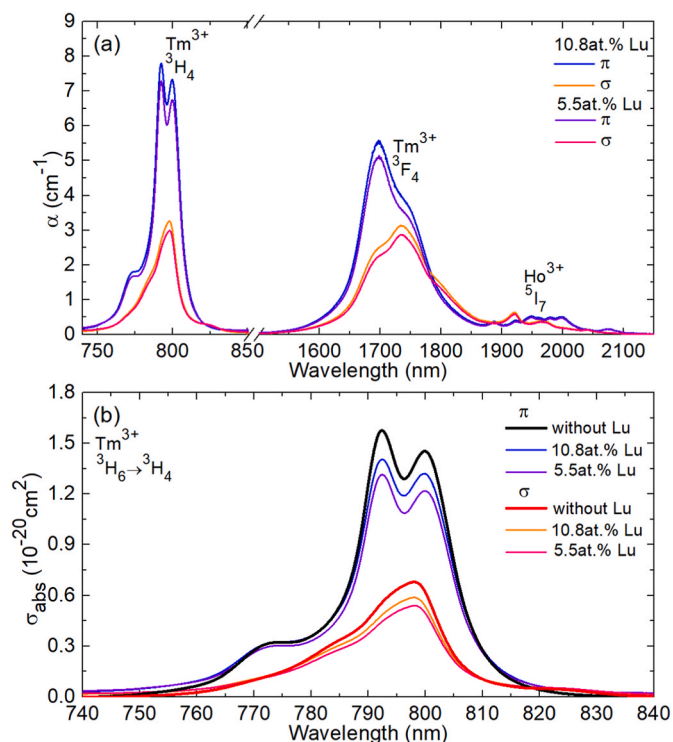 (a)
Tm³⁺
³H₄
10.8at.% Lu
π
σ
5.5at.% Lu
π
σ
Tm³⁺
³F₄
Ho³⁺
⁵I₇
9
8
7
6
5
4
3
2
1
0
α (cm⁻¹)
750 800 850 1600 1700 1800 1900 2000 2100
Wavelength (nm)
(b)
Tm³⁺
³H₆→³H₄
π
without Lu
10.8at.% Lu
5.5at.% Lu
σ
without Lu
10.8at.% Lu
5.5at.% Lu
1.8
1.5
1.2
0.9
0.6
0.3
0.0
σabs (10⁻²⁰cm²)
740 750 760 770 780 790 800 810 820 830 840
Wavelength (nm)